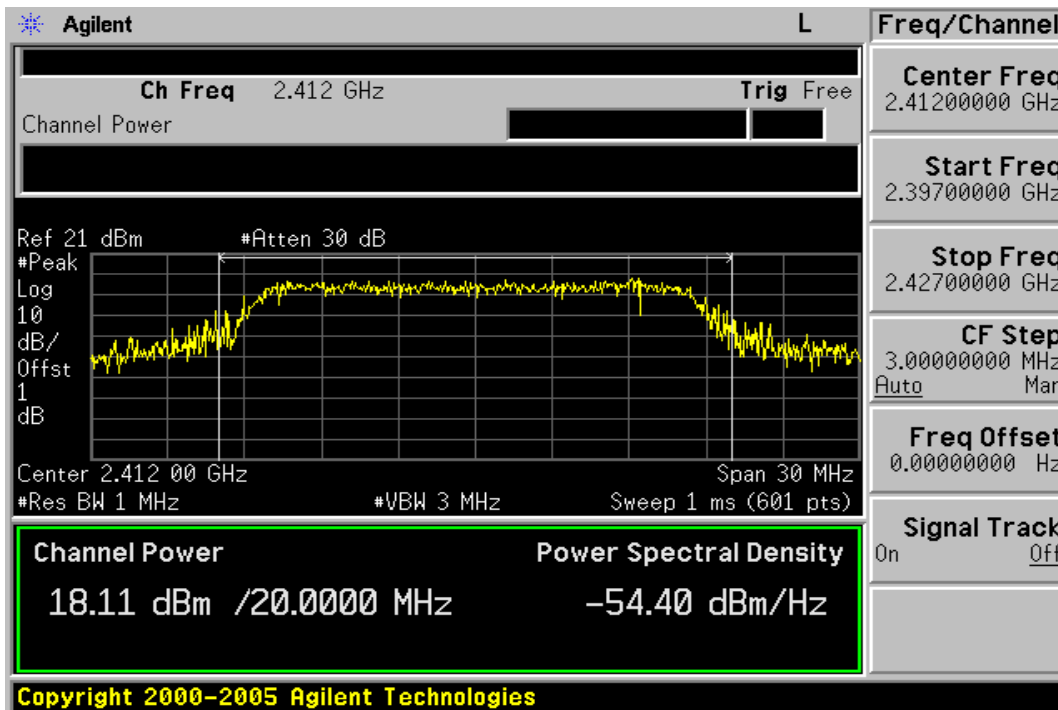 Agilent L Freq/Channel
Ch Freq 2.412 GHz Trig Free
Channel Power
Center Freq
2.41200000 GHz
Start Freq
2.39700000 GHz
Stop Freq
2.42700000 GHz
CF Step
3.00000000 MHz
Auto Man
Freq Offset
0.00000000 Hz
Signal Track
On Off
Ref 21 dBm #Atten 30 dB
#Peak
Log
10
dB/
Offst
1
dB
Center 2.412 00 GHz Span 30 MHz
#Res BW 1 MHz #VBW 3 MHz Sweep 1 ms (601 pts)
Channel Power Power Spectral Density
18.11 dBm /20.0000 MHz -54.40 dBm/Hz
Copyright 2000-2005 Agilent Technologies